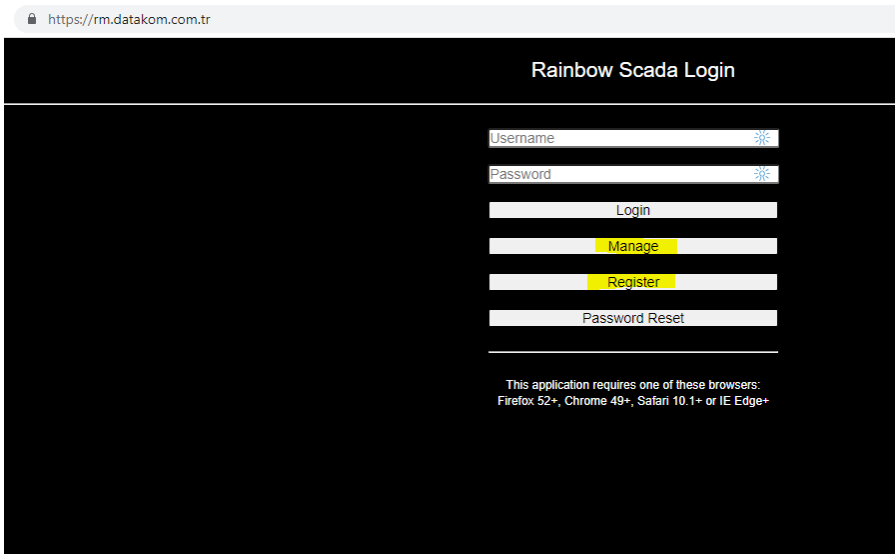 https://rm.datakom.com.tr
Rainbow Scada Login
Username
Password
Login
Manage
Register
Password Reset
This application requires one of these browsers:
Firefox 52+, Chrome 49+, Safari 10.1+ or IE Edge+